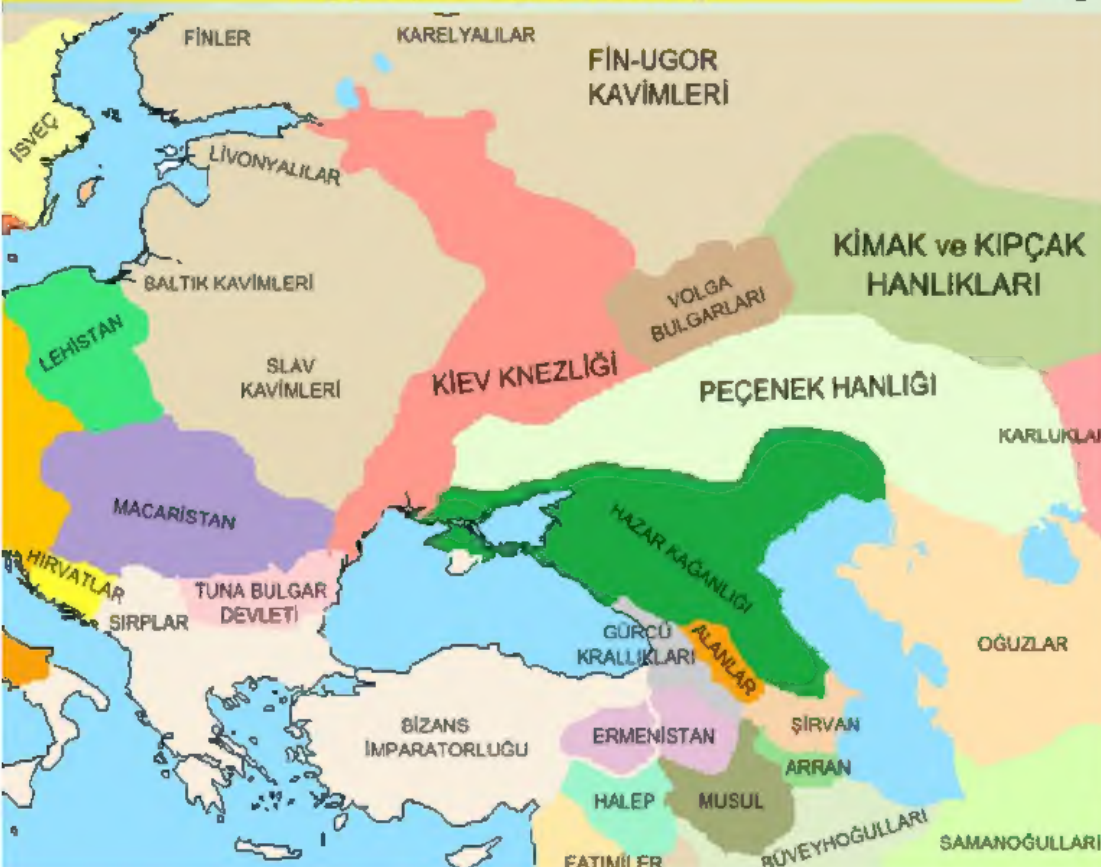 FİNLER
KARELYALILAR
FİN-UGOR
KAVİMLERİ
İSVEÇ
LİVONYALILAR
KİMAK ve KIPÇAK
HANLIKLARI
BALTIK KAVİMLERİ
VOLGA
BULGARLARI
LEHİSTAN
SLAV
KAVİMLERİ
KİEV KNEZLİĞİ
PEÇENEK HANLIĞI
KARLUKLAR
MACARİSTAN
HAZAR KAĞANLIĞI
HIRVATLAR
TUNA BULGAR
DEVLETİ
SIRPLAR
GÜRCÜ
KRALLIKLARI
ALANLAR
OĞUZLAR
BİZANS
İMPARATORLUĞU
ERMENİSTAN
ŞİRVAN
ARRAN
HALEP
MUSUL
BÜVEYHOĞULLARI
SAMANOĞULLARI
FATIMİLER